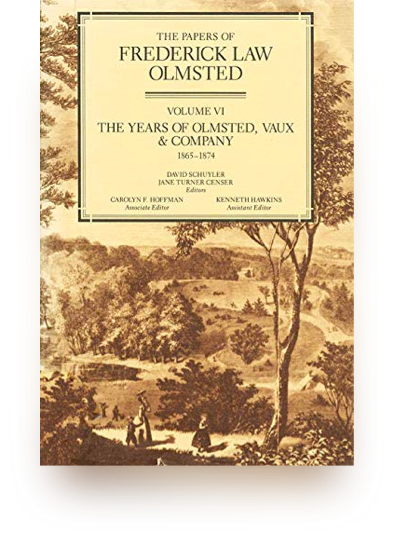 THE PAPERS OF
FREDERICK LAW
OLMSTED
VOLUME VI
THE YEARS OF OLMSTED, VAUX
& COMPANY
1865–1874
DAVID SCHUYLER
JANE TURNER CENSER
Editors
CAROLYN F. HOFFMAN KENNETH HAWKINS
Associate Editor Assistant Editor